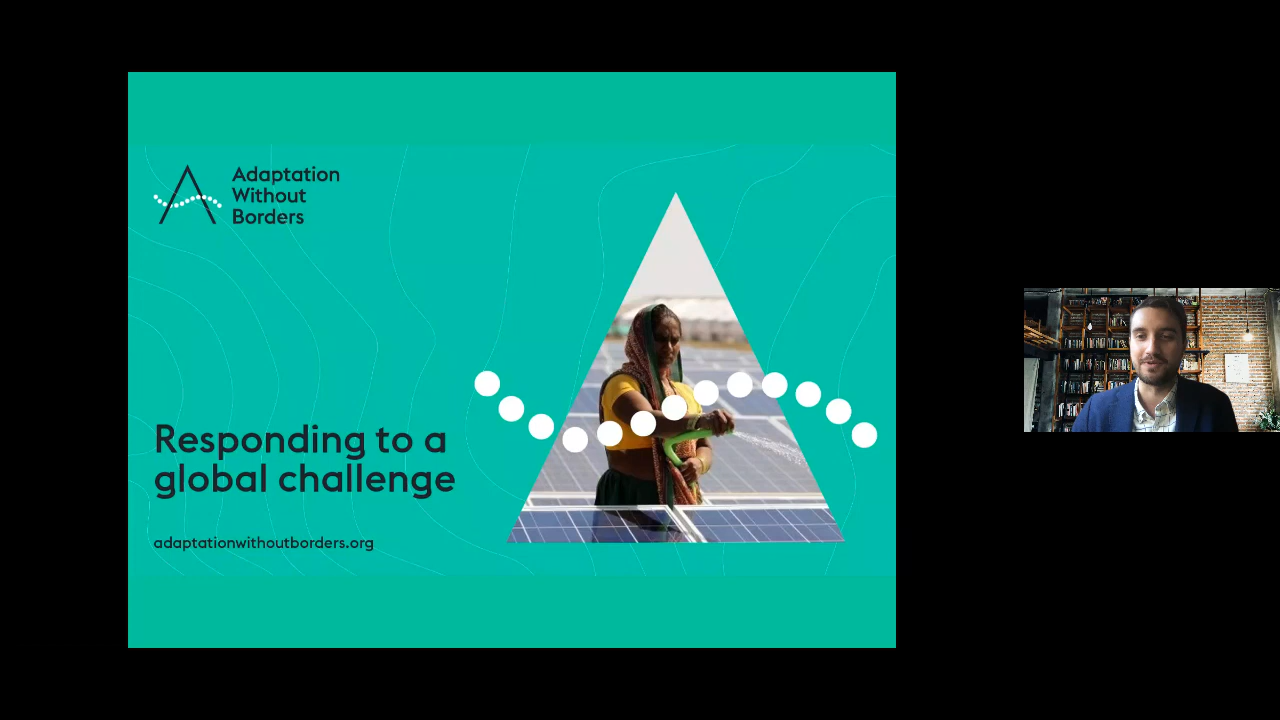 Adaptation
Without
Borders
Responding to a
global challenge
adaptationwithoutborders.org